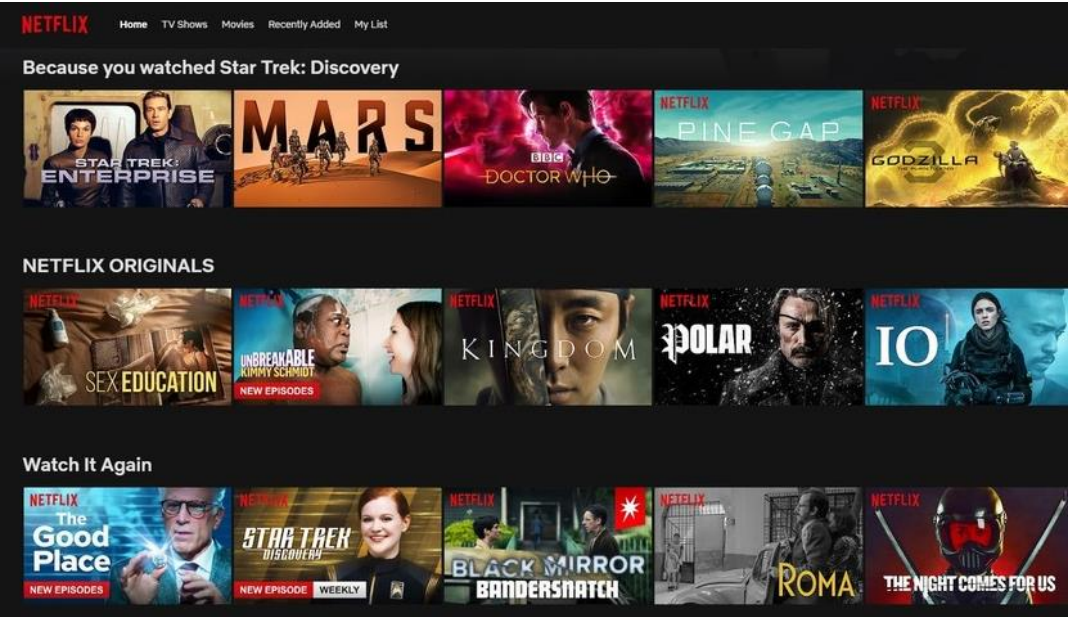 NETFLIX Home TV Shows Movies Recently Added My List
Because you watched Star Trek: Discovery
STAR TREK:
ENTERPRISE
MARS
BBC
DOCTOR WHO
NETFLIX
PINE GAP
NETFLIX
GODZILLA
NETFLIX ORIGINALS
NETFLIX
SEX EDUCATION
NETFLIX
UNBREAKABLE
KIMMY SCHMIDT
NEW EPISODES
NETFLIX
KINGDOM
NETFLIX
POLAR
NETFLIX
IO
Watch It Again
NETFLIX
The
Good
Place
NEW EPISODES
NETFLIX
STAR TREK
DISCOVERY
NEW EPISODE WEEKLY
NETFLIX
BLACK MIRROR
BANDERSNATCH
NETFLIX
ROMA
NETFLIX
THE NIGHT COMES FOR US